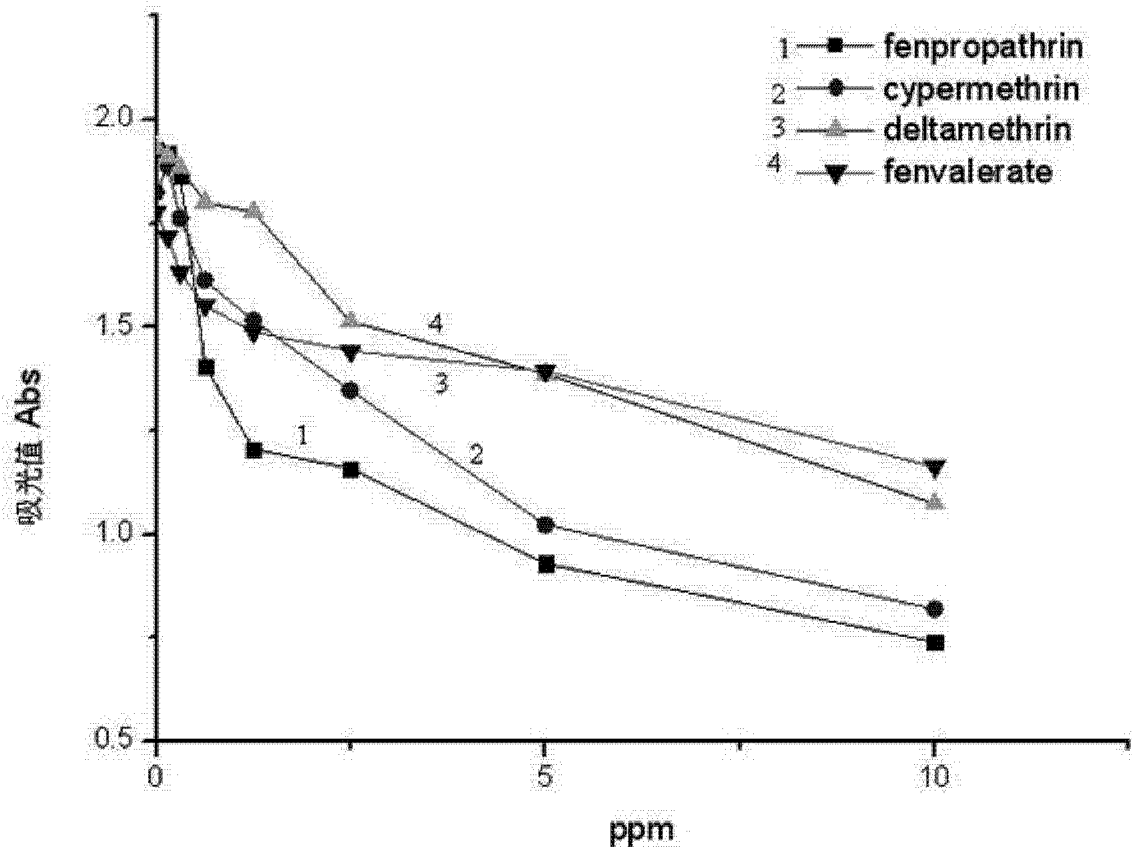 1 fenpropathrin
2 cypermethrin
3 deltamethrin
4 fenvalerate
2.0
1.5
1.0
0.5
吸光值 Abs
4
3
1
2
0 5 10
ppm